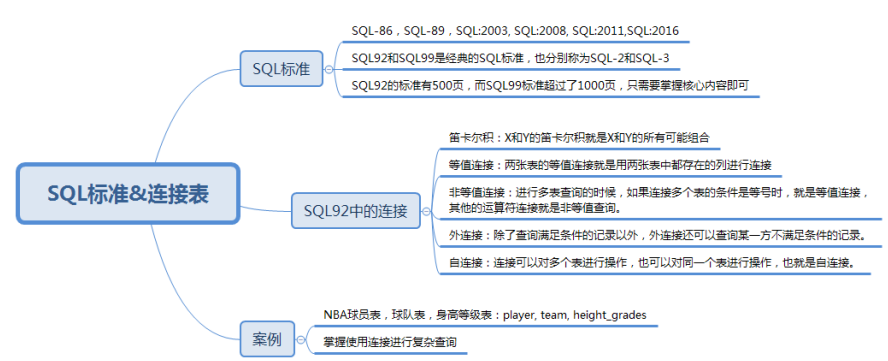 SQL标准&连接表
SQL标准
SQL-86，SQL-89，SQL:2003, SQL:2008, SQL:2011,SQL:2016
SQL92和SQL99是经典的SQL标准，也分别称为SQL-2和SQL-3
SQL92的标准有500页，而SQL99标准超过了1000页，只需要掌握核心内容即可
SQL92中的连接
笛卡尔积：X和Y的笛卡尔积就是X和Y的所有可能组合
等值连接：两张表的等值连接就是用两张表中都存在的列进行连接
非等值连接：进行多表查询的时候，如果连接多个表的条件是等号时，就是等值连接，
其他的运算符连接就是非等值查询。
外连接：除了查询满足条件的记录以外，外连接还可以查询某一方不满足条件的记录。
自连接：连接可以对多个表进行操作，也可以对同一个表进行操作，也就是自连接。
案例
NBA球员表，球队表，身高等级表：player, team, height_grades
掌握使用连接进行复杂查询